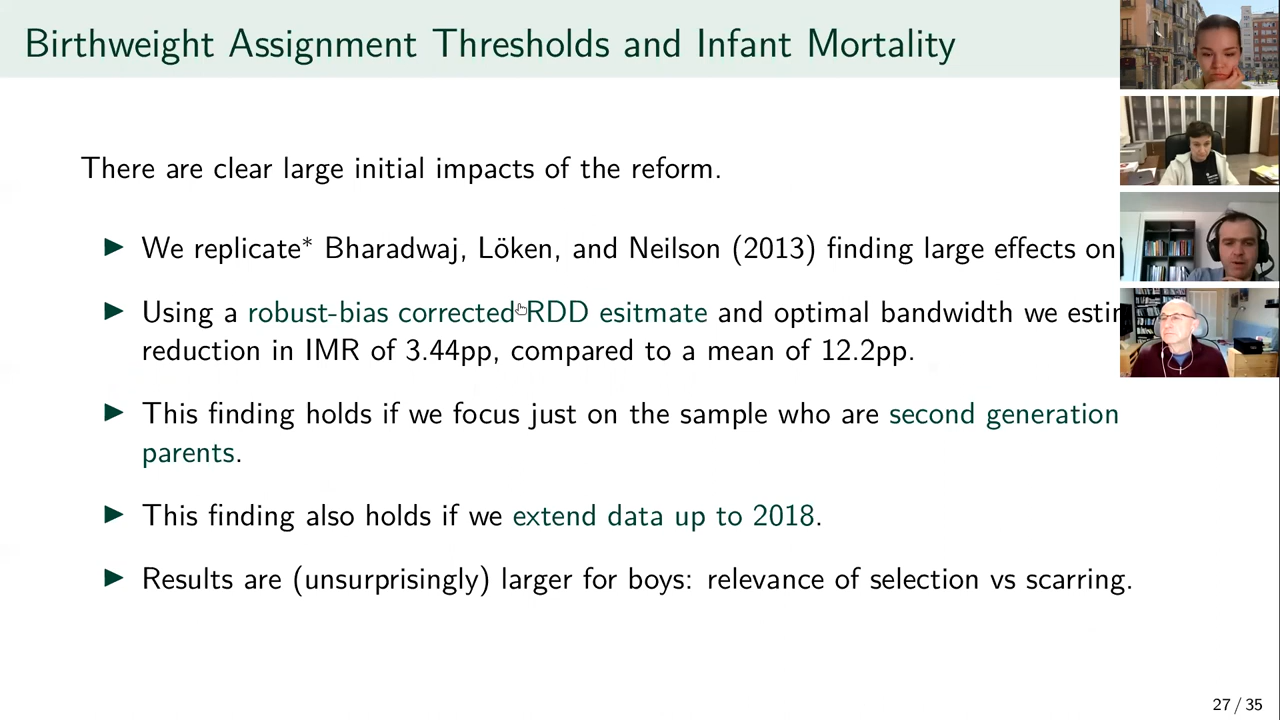 Birthweight Assignment Thresholds and Infant Mortality
There are clear large initial impacts of the reform.
We replicate* Bharadwaj, Löken, and Neilson (2013) finding large effects on
Using a robust-bias corrected RDD esitmate and optimal bandwidth we
reduction in IMR of 3.44pp, compared to a mean of 12.2pp.
This finding holds if we focus just on the sample who are second generation
parents.
This finding also holds if we extend data up to 2018.
Results are (unsurprisingly) larger for boys: relevance of selection vs scarring.
27 / 35